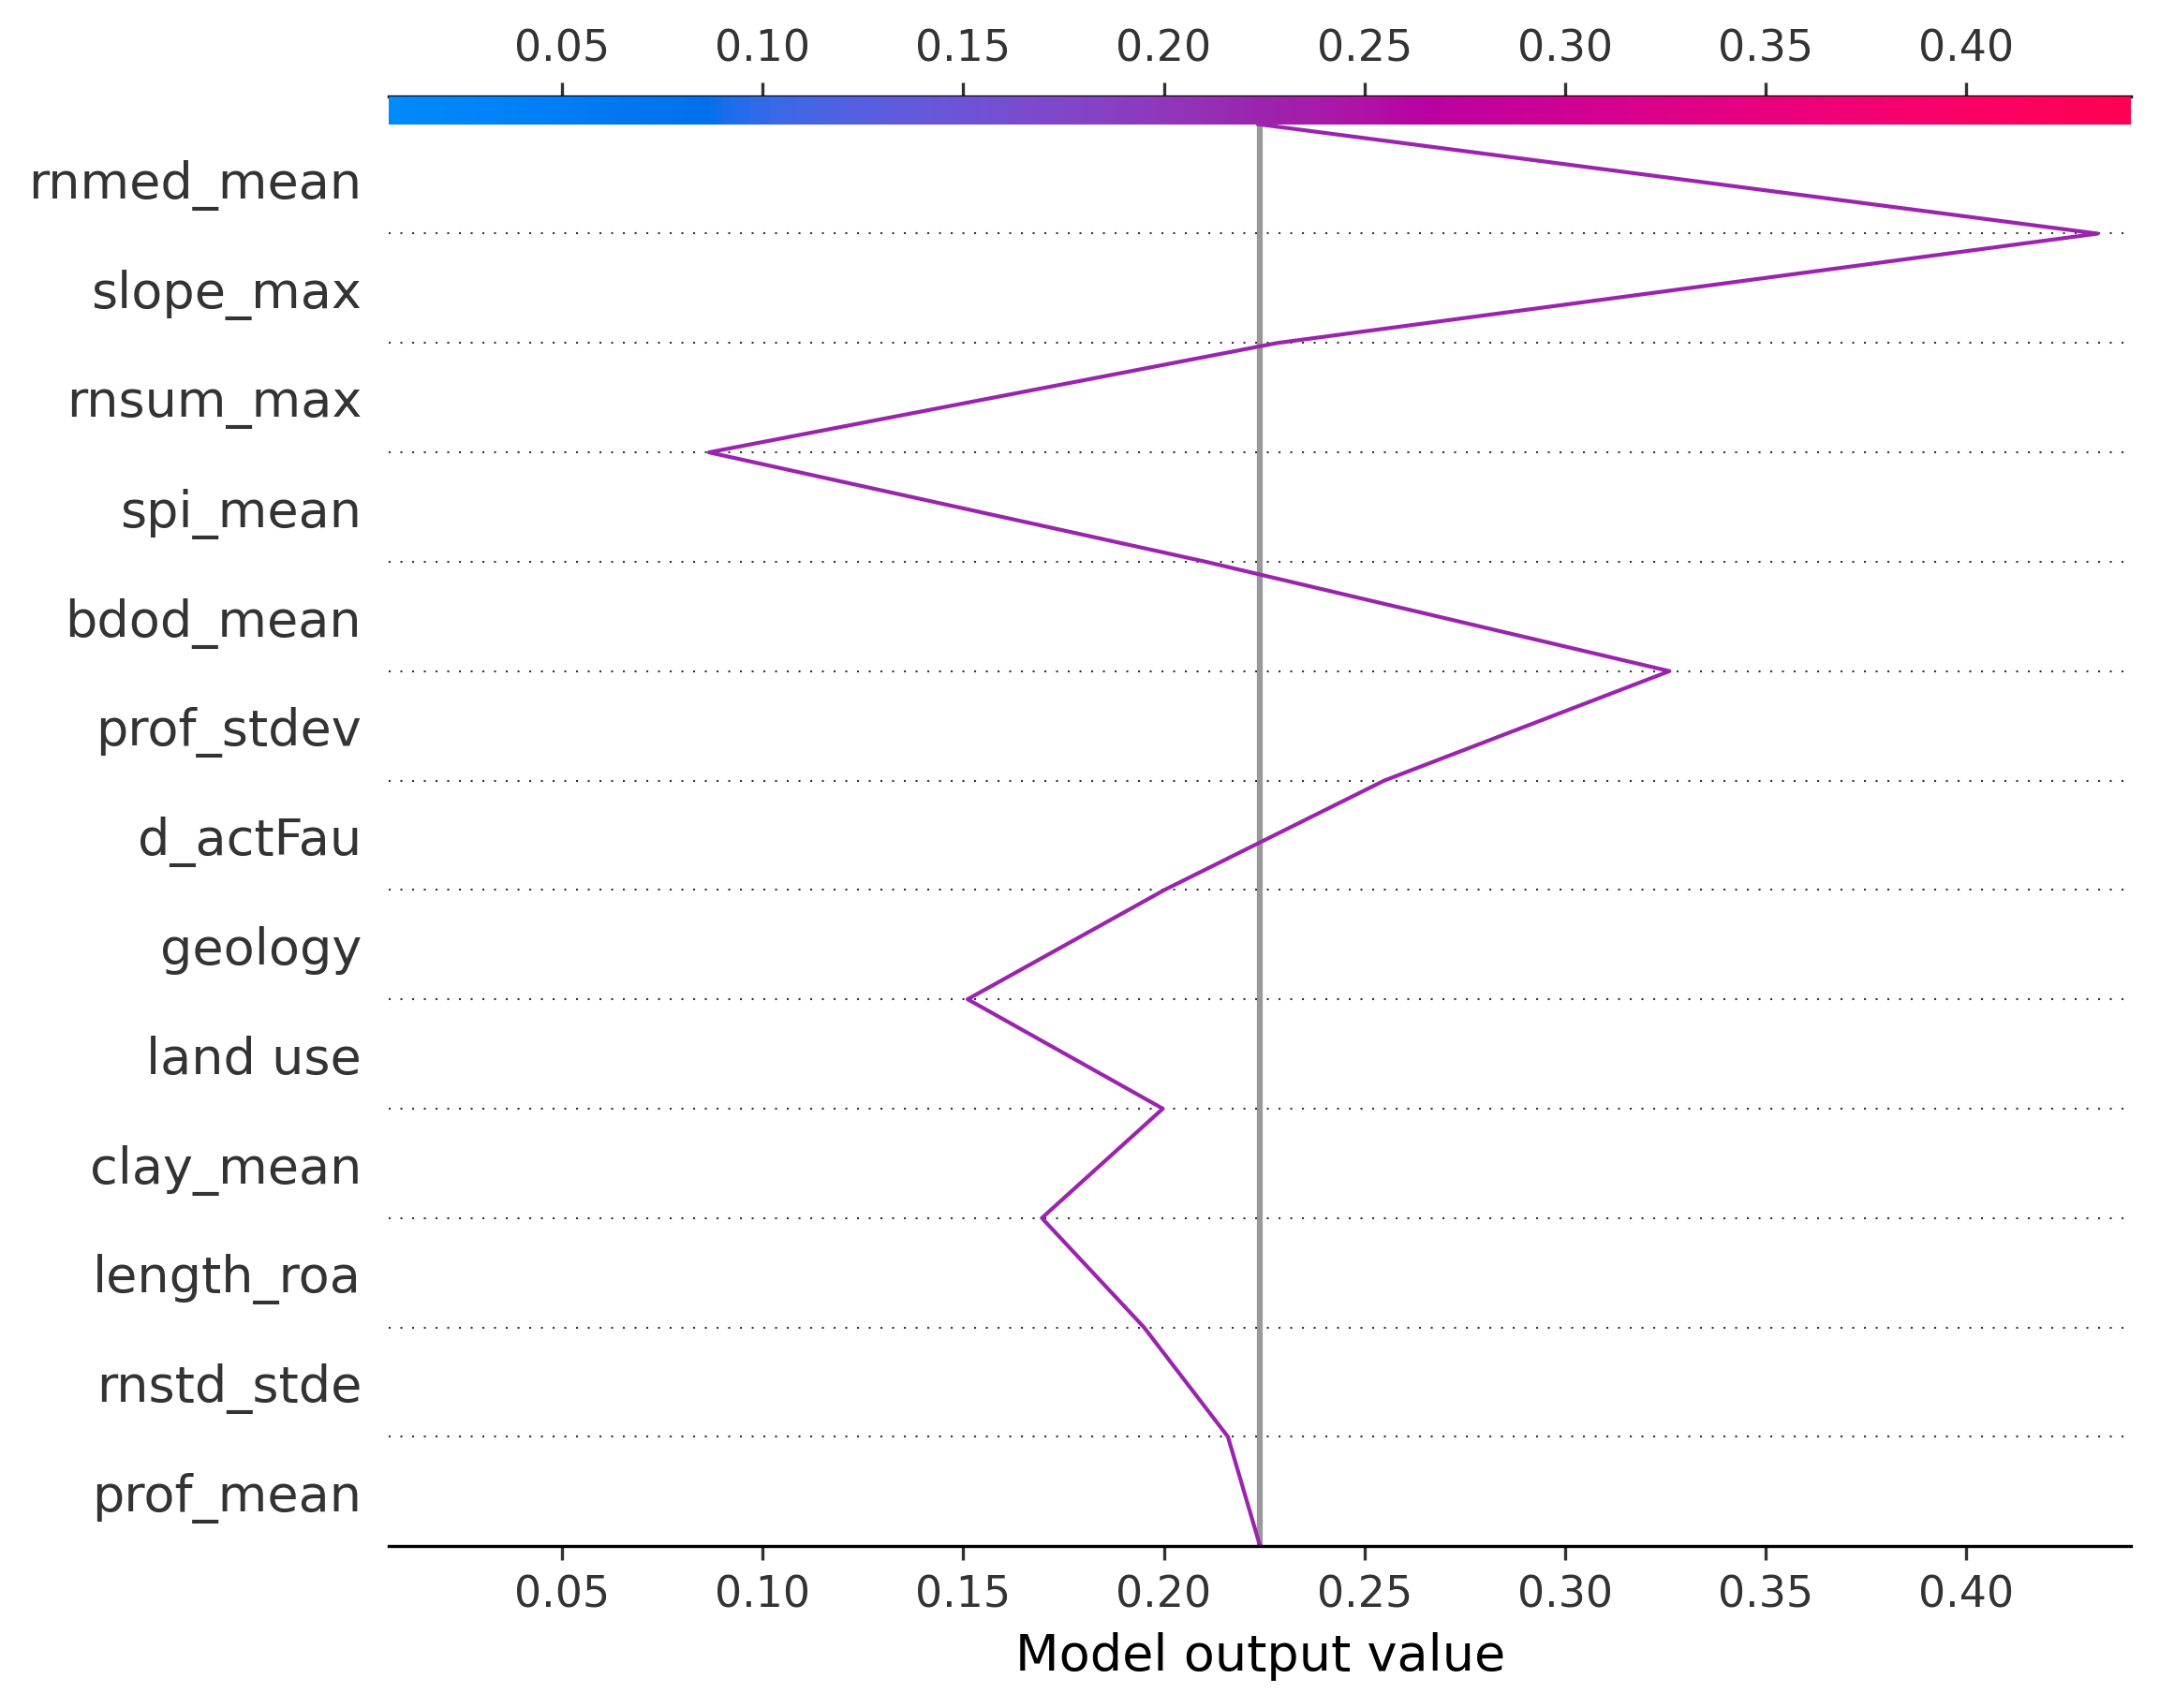 0.05 0.10 0.15 0.20 0.25 0.30 0.35 0.40
rnmed_mean
slope_max
rnsum_max
spi_mean
bdod_mean
prof_stdev
d_actFau
geology
land use
clay_mean
length_roa
rnstd_stde
prof_mean
0.05 0.10 0.15 0.20 0.25 0.30 0.35 0.40
Model output value